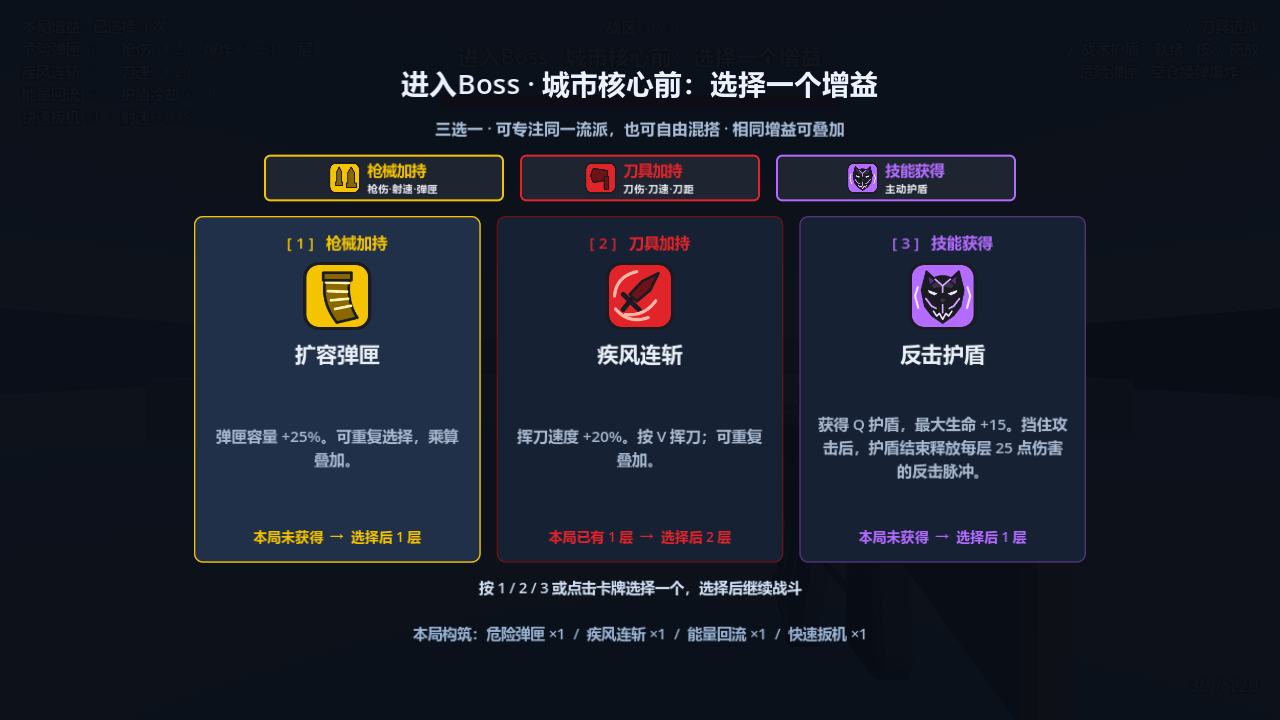 进入Boss · 城市核心前：选择一个增益
三选一 · 可专注同一流派，也可自由混搭 · 相同增益可叠加
枪械加持
枪伤·射速·弹匣
刀具加持
刀伤·刀速·刀距
技能获得
主动护盾
[ 1 ] 枪械加持
扩容弹匣
弹匣容量 +25%。可重复选择，乘算
叠加。
本局未获得 → 选择后 1 层
[ 2 ] 刀具加持
疾风连斩
挥刀速度 +20%。按 V 挥刀；可重复
叠加。
本局已有 1 层 → 选择后 2 层
[ 3 ] 技能获得
反击护盾
获得 Q 护盾，最大生命 +15。挡住攻
击后，护盾结束释放每层 25 点伤害
的反击脉冲。
本局未获得 → 选择后 1 层
按 1 / 2 / 3 或点击卡牌选择一个，选择后继续战斗
本局构筑：危险弹匣 ×1 / 疾风连斩 ×1 / 能量回流 ×1 / 快速扳机 ×1